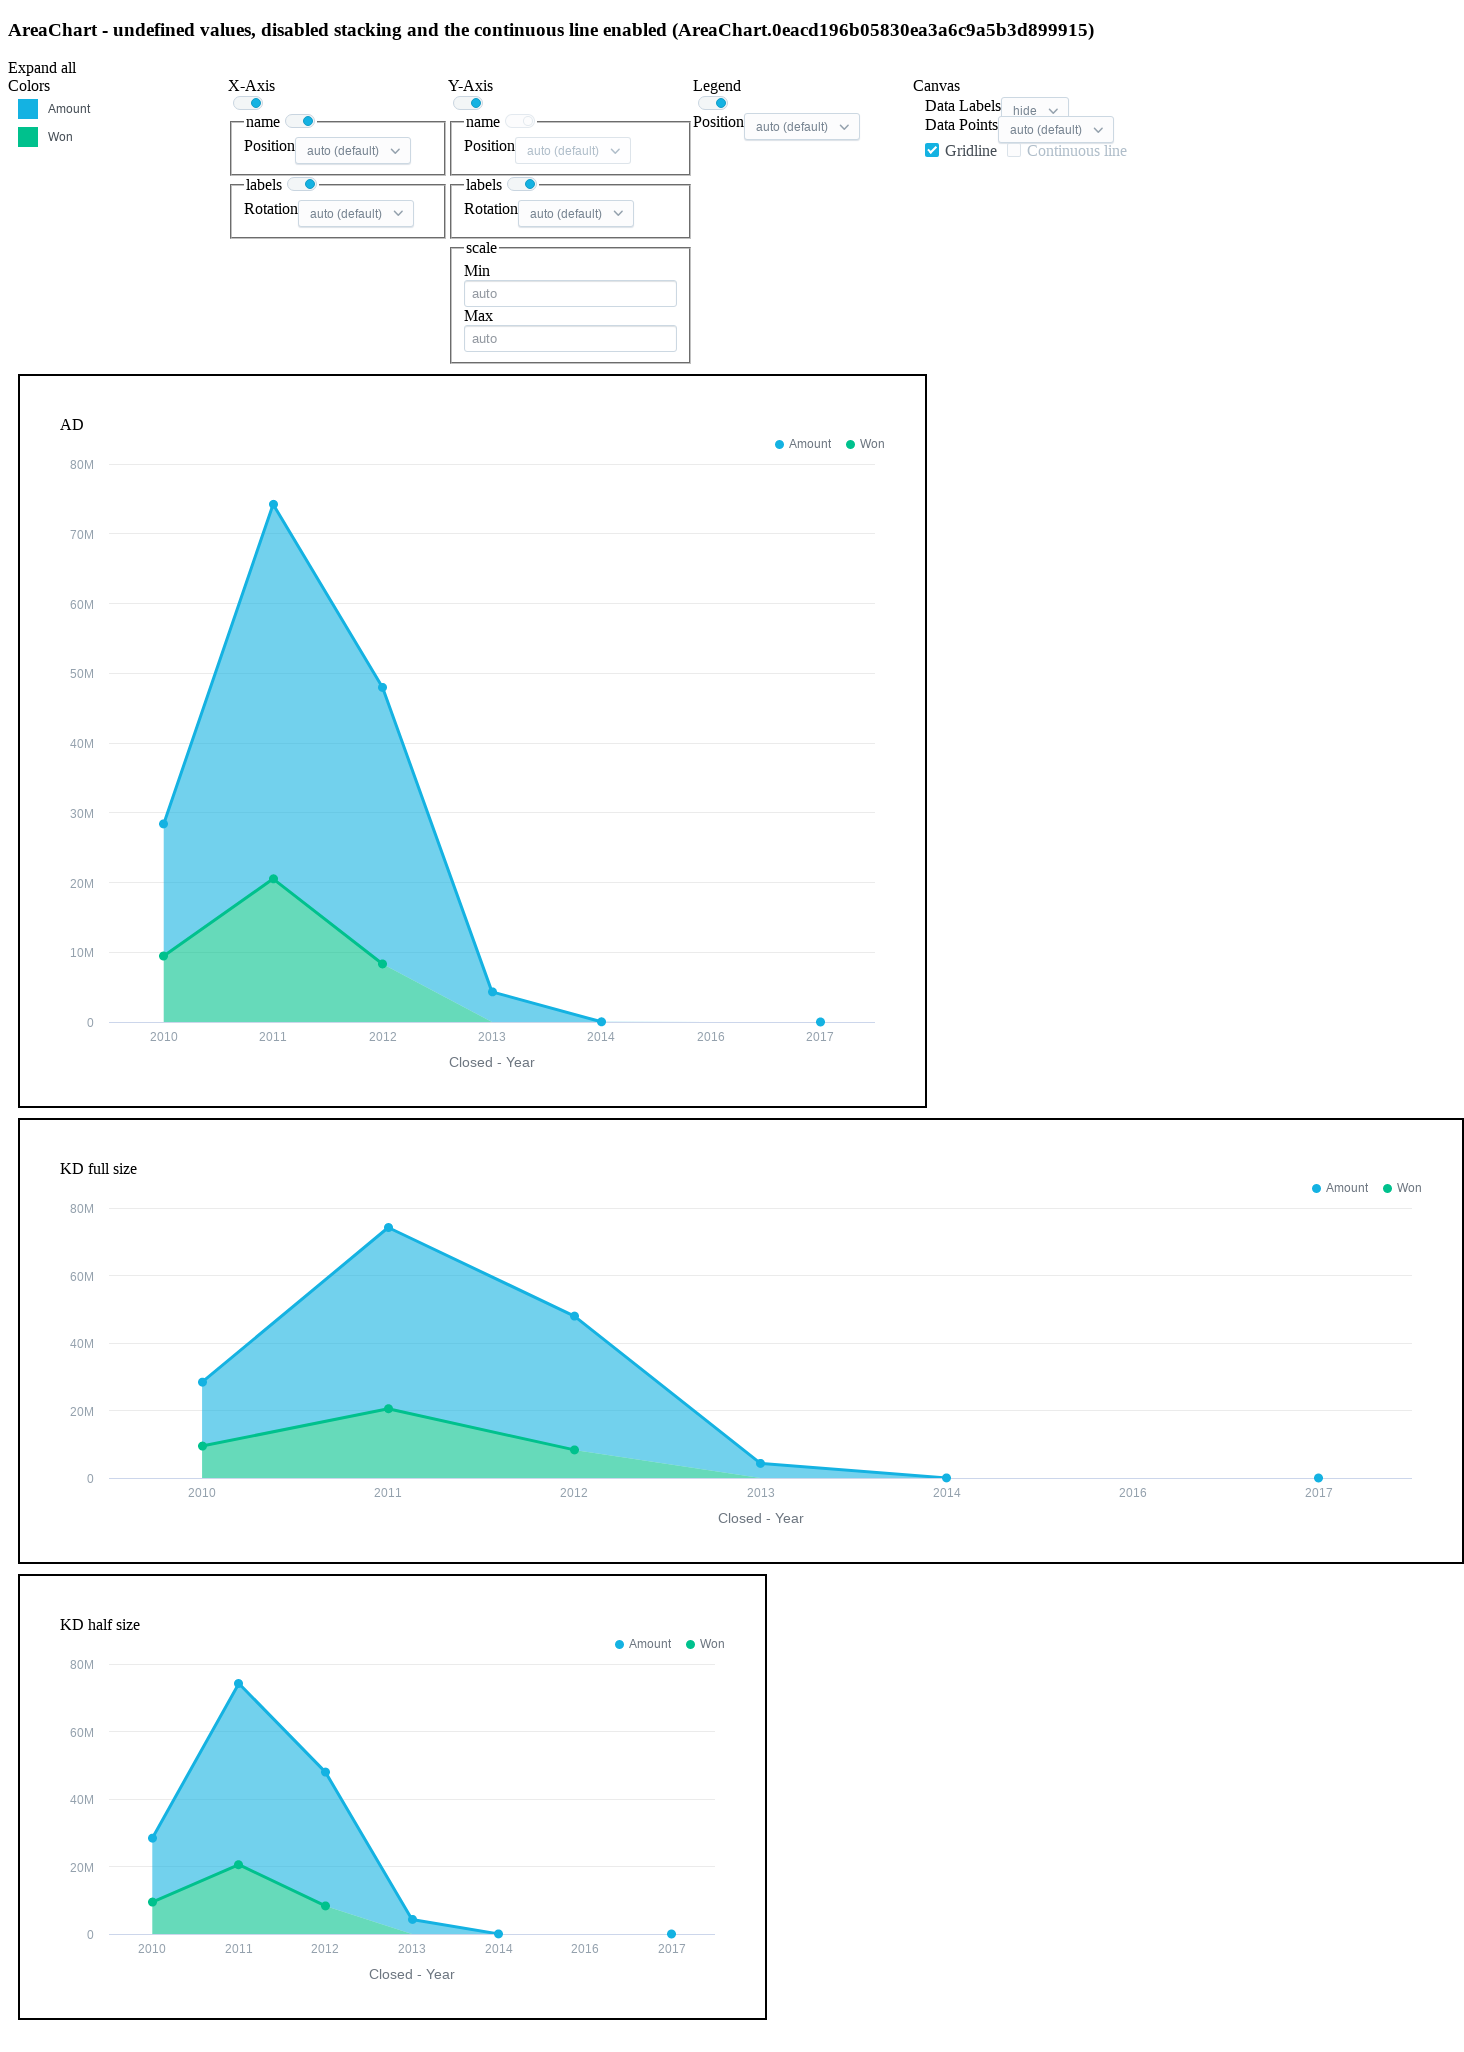 AreaChart - undefined values, disabled stacking and the continuous line enabled (AreaChart.0eacd196b05830ea3a6c9a5b3d899915)
Expand all
Colors
Amount
Won
X-Axis
name
Position auto (default)
labels
Rotation auto (default)
Y-Axis
name
Position auto (default)
labels
Rotation auto (default)
scale
Min
auto
Max
auto
Legend
Position auto (default)
Canvas
Data Labels hide
Data Points auto (default)
Gridline Continuous line
AD
Amount Won
80M
70M
60M
50M
40M
30M
20M
10M
0
2010 2011 2012 2013 2014 2016 2017
Closed - Year
KD full size
Amount Won
80M
60M
40M
20M
0
2010 2011 2012 2013 2014 2016 2017
Closed - Year
KD half size
Amount Won
80M
60M
40M
20M
0
2010 2011 2012 2013 2014 2016 2017
Closed - Year